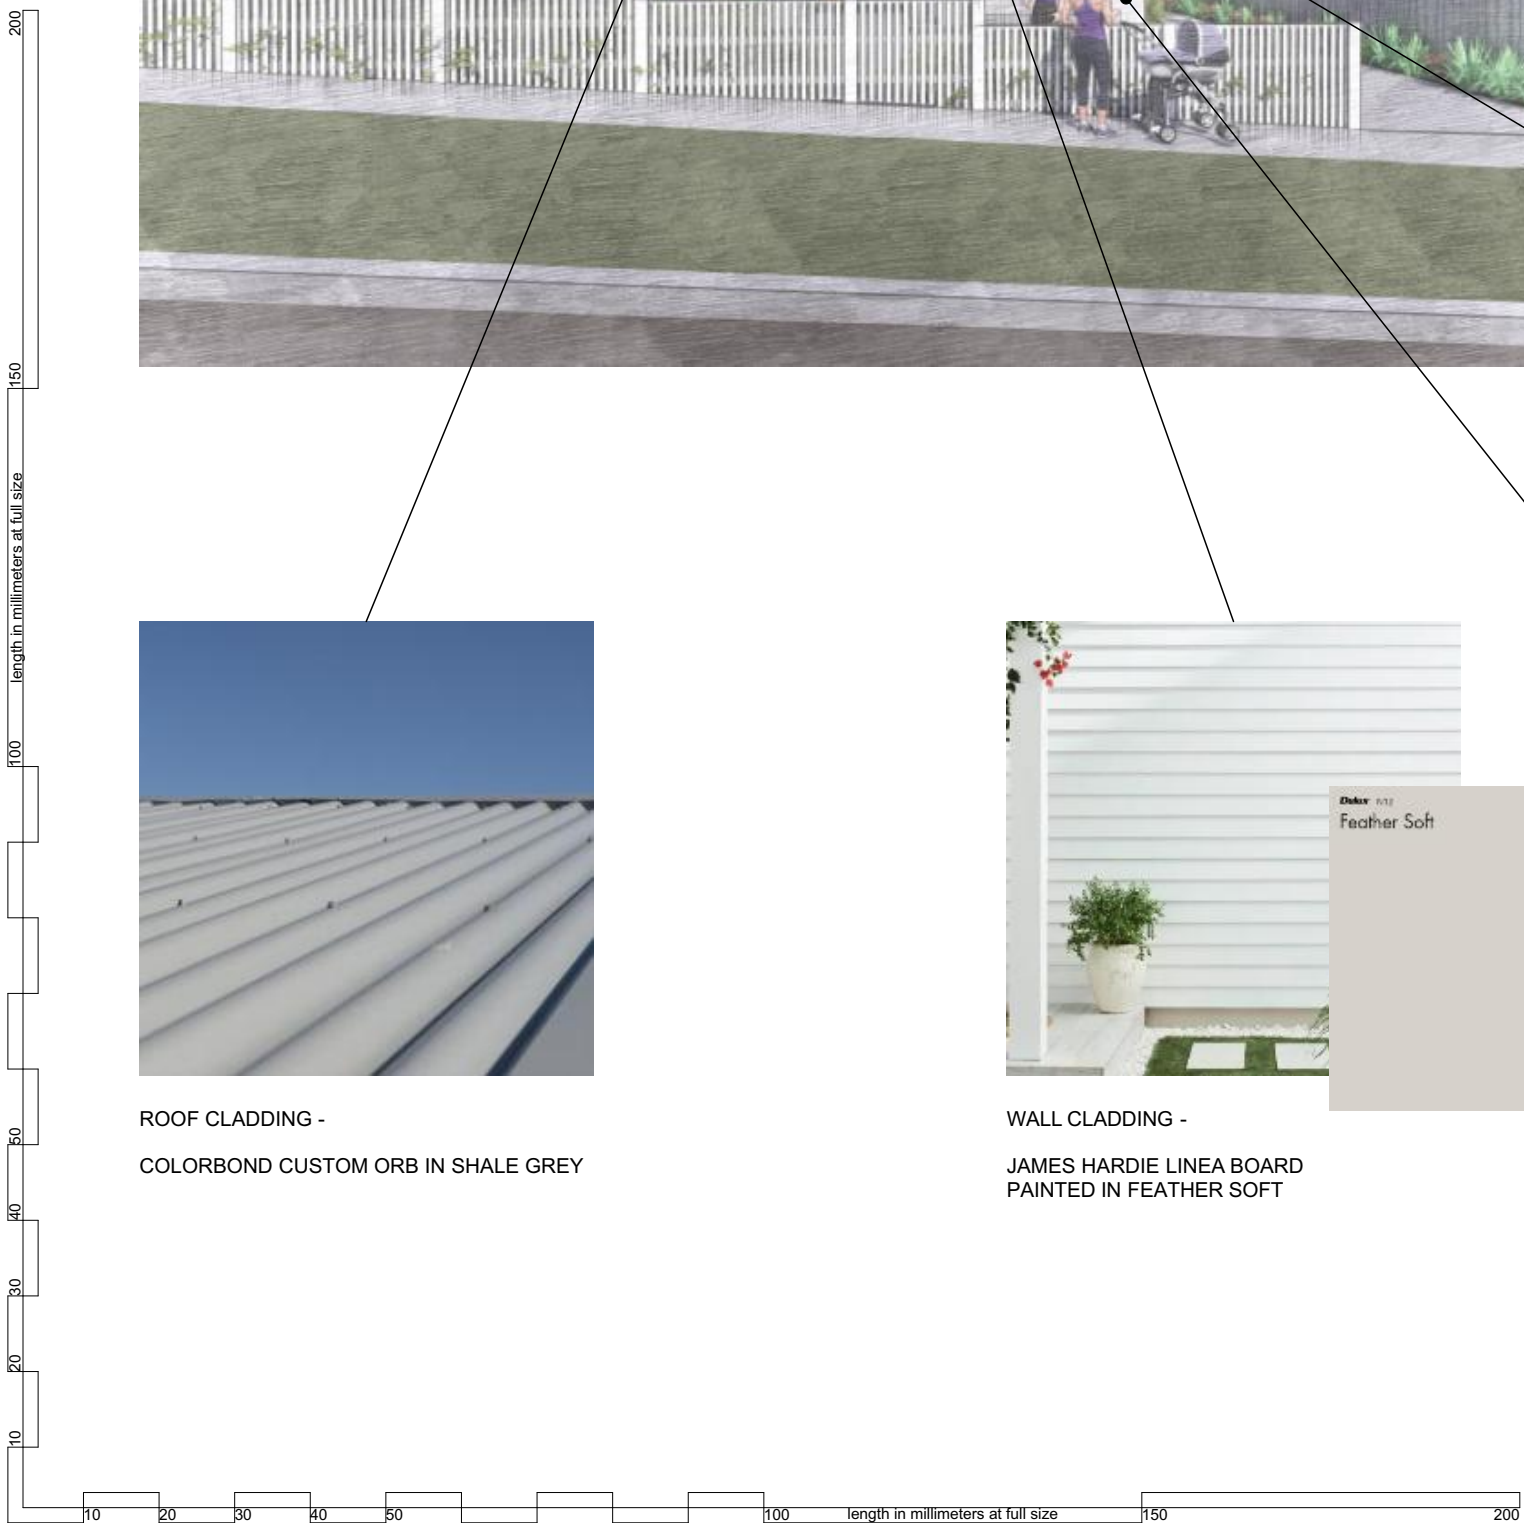 200
150
length in millimeters at full size
100
50
40
30
20
10
Dulux
Feather Soft
ROOF CLADDING -
COLORBOND CUSTOM ORB IN SHALE GREY
WALL CLADDING -
JAMES HARDIE LINEA BOARD
PAINTED IN FEATHER SOFT
10 20 30 40 50 100 length in millimeters at full size 150 200